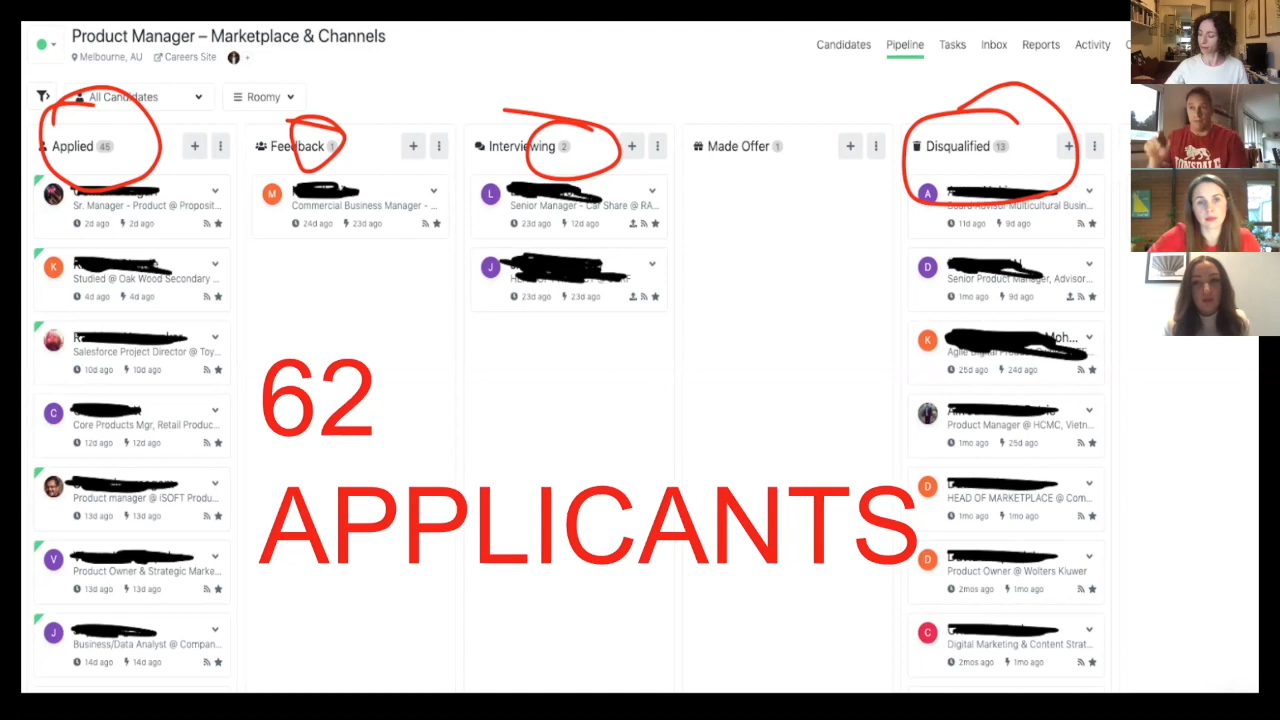 Product Manager – Marketplace & Channels
Melbourne, AU Careers Site
Candidates Pipeline Tasks Inbox Reports Activity
All Candidates Roomy
Applied 45
Sr. Manager - Product @ Proposit...
2d ago 2d ago
K
Studied @ Oak Wood Secondary ...
4d ago 4d ago
Salesforce Project Director @ Toy...
10d ago 10d ago
C
Core Products Mgr, Retail Produc...
12d ago 12d ago
Product manager @ iSOFT Produ...
13d ago 13d ago
V
Product Owner & Strategic Marke...
13d ago 13d ago
J
Business/Data Analyst @ Compan...
14d ago 14d ago
Feedback 1
M
Commercial Business Manager - ...
24d ago 23d ago
Interviewing 2
L
Senior Manager - Car Share @ RA...
23d ago 12d ago
J
23d ago 23d ago
Made Offer 1
Disqualified 13
A
Board Advisor Multicultural Busin...
11d ago 9d ago
D
Senior Product Manager, Advisor...
1mo ago 9d ago
K
Moh...
Agile Digital
25d ago 24d ago
Product Manager @ HCMC, Vietn...
1mo ago 25d ago
D
HEAD OF MARKETPLACE @ Com...
1mo ago 1mo ago
D
Product Owner @ Wolters Kluwer
2mos ago 1mo ago
C
Digital Marketing & Content Strat...
2mos ago 1mo ago
62
APPLICANTS
LONSDALE